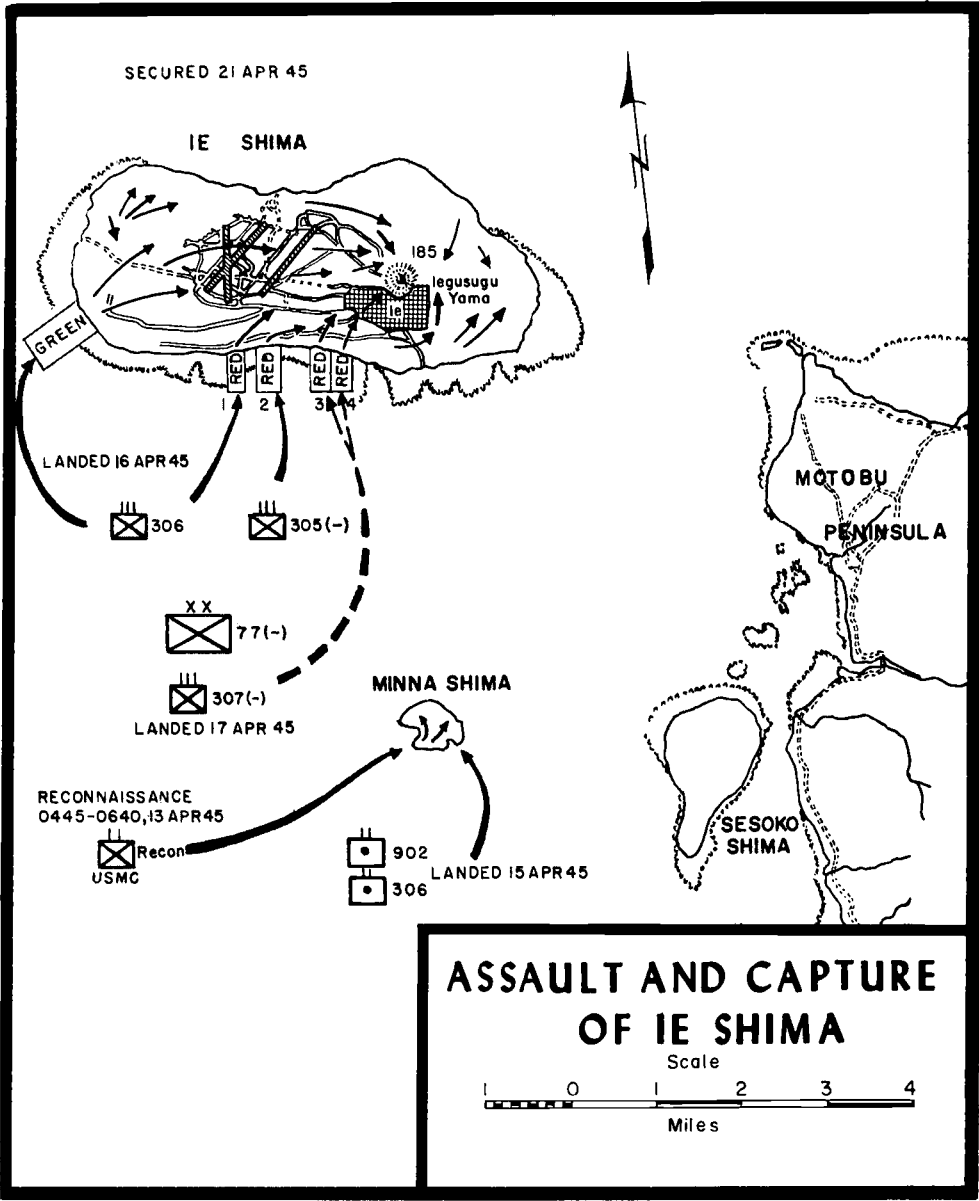 SECURED 21 APR 45
IE SHIMA
185
Iegusugu
Yama
Ie
GREEN
RED
RED
RED
RED
1
2
3
4
LANDED 16 APR 45
306
305(-)
MOTOBU
PENINSULA
XX
77(-)
307(-)
LANDED 17 APR 45
MINNA SHIMA
RECONNAISSANCE
0445-0640, 13 APR 45
Recon
USMC
902
LANDED 15 APR 45
306
SESOKO
SHIMA
N
ASSAULT AND CAPTURE
OF IE SHIMA
Scale
1 0 1 2 3 4
Miles